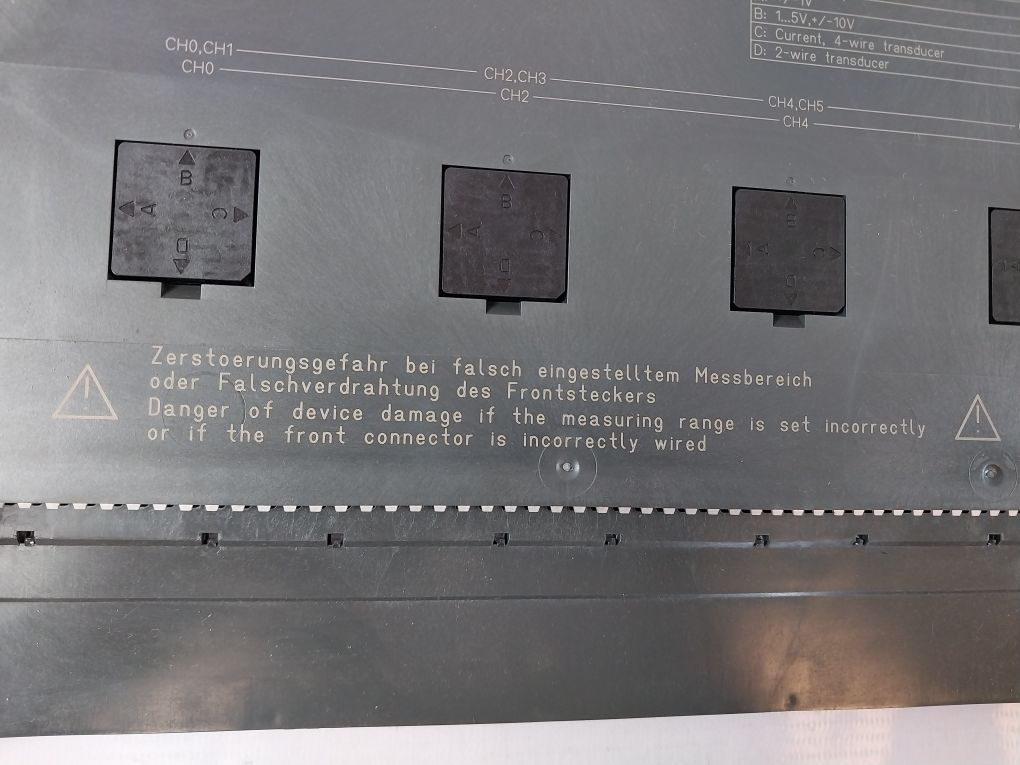 B: 1...5V,+/-10V
C: Current, 4-wire transducer
D: 2-wire transducer
CH0,CH1
CH2,CH3
CH4,CH5
CH0
CH2
CH4
B
A C
D
B
A C
D
B
A C
D
A
Zerstoerungsgefahr bei falsch eingestelltem Messbereich
oder Falschverdrahtung des Frontsteckers
Danger of device damage if the measuring range is set incorrectly
or if the front connector is incorrectly wired